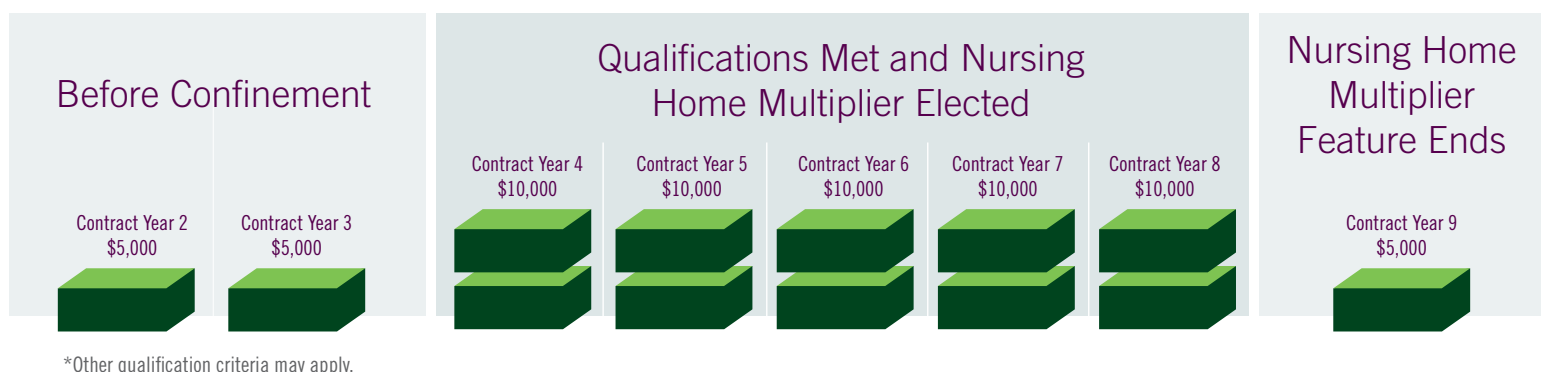 Before Confinement
Contract Year 2
$5,000
Contract Year 3
$5,000
Qualifications Met and Nursing
Home Multiplier Elected
Contract Year 4
$10,000
Contract Year 5
$10,000
Contract Year 6
$10,000
Contract Year 7
$10,000
Contract Year 8
$10,000
Nursing Home
Multiplier
Feature Ends
Contract Year 9
$5,000
*Other qualification criteria may apply.